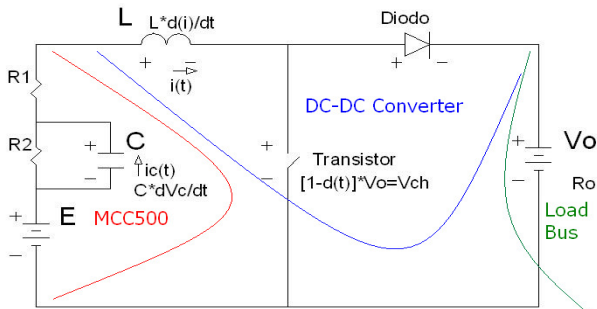 L
L*d(i)/dt
+ −
i(t)
Diodo
+ −
R1
R2
+
−
C
ic(t)
C*dVc/dt
+
−
E
MCC500
DC-DC Converter
+
−
Transistor
[1-d(t)]*Vo=Vch
+
−
Vo
Ro
Load
Bus